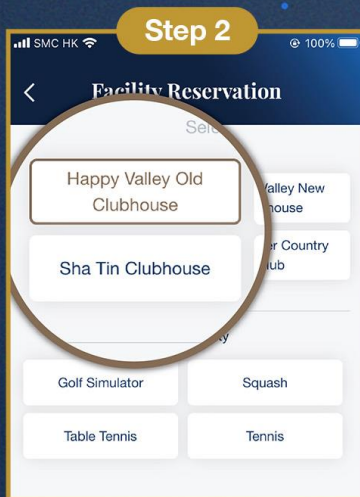 Step 2
SMC HK 100%
Facility Reservation
Happy Valley Old
Clubhouse
Valley New
house
Sha Tin Clubhouse
Country
Golf Simulator
Squash
Table Tennis
Tennis